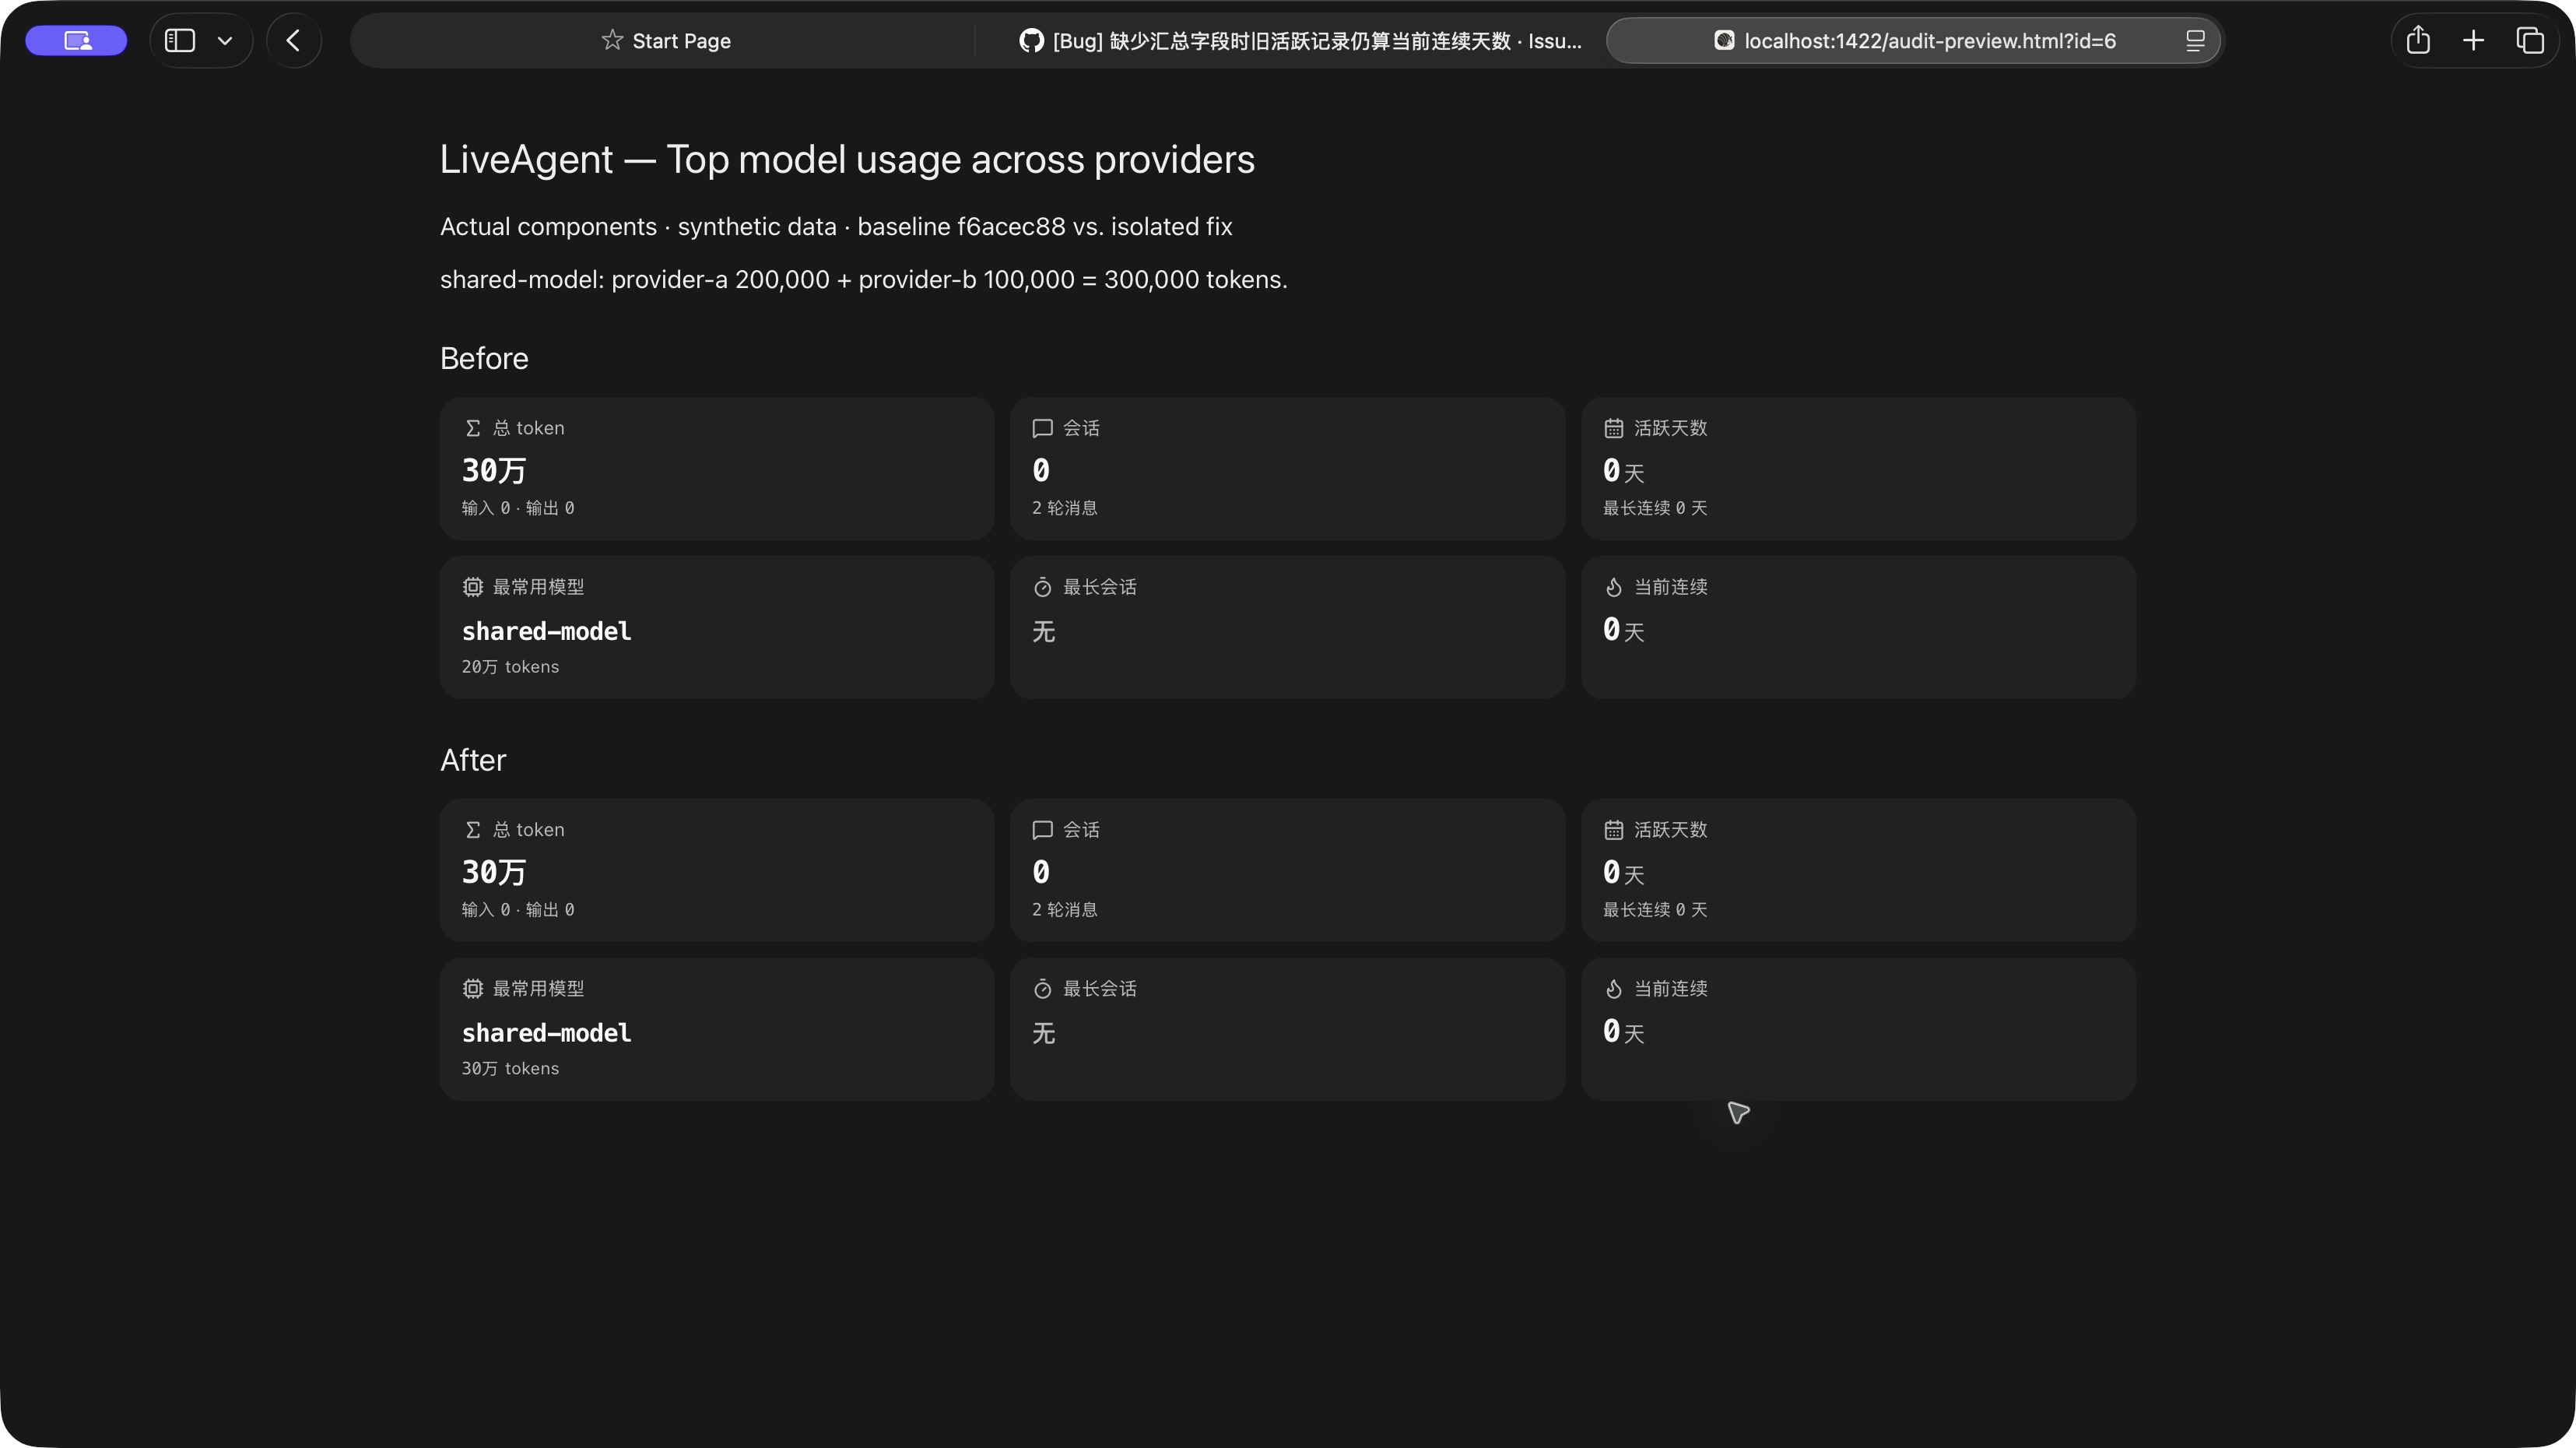 Start Page
[Bug] 缺少汇总字段时旧活跃记录仍算当前连续天数 · Issu...
localhost:1422/audit-preview.html?id=6
LiveAgent — Top model usage across providers
Actual components · synthetic data · baseline f6acec88 vs. isolated fix
shared-model: provider-a 200,000 + provider-b 100,000 = 300,000 tokens.
Before
总 token
30万
输入 0 · 输出 0
会话
0
2 轮消息
活跃天数
0 天
最长连续 0 天
最常用模型
shared-model
20万 tokens
最长会话
无
当前连续
0 天
After
总 token
30万
输入 0 · 输出 0
会话
0
2 轮消息
活跃天数
0 天
最长连续 0 天
最常用模型
shared-model
30万 tokens
最长会话
无
当前连续
0 天